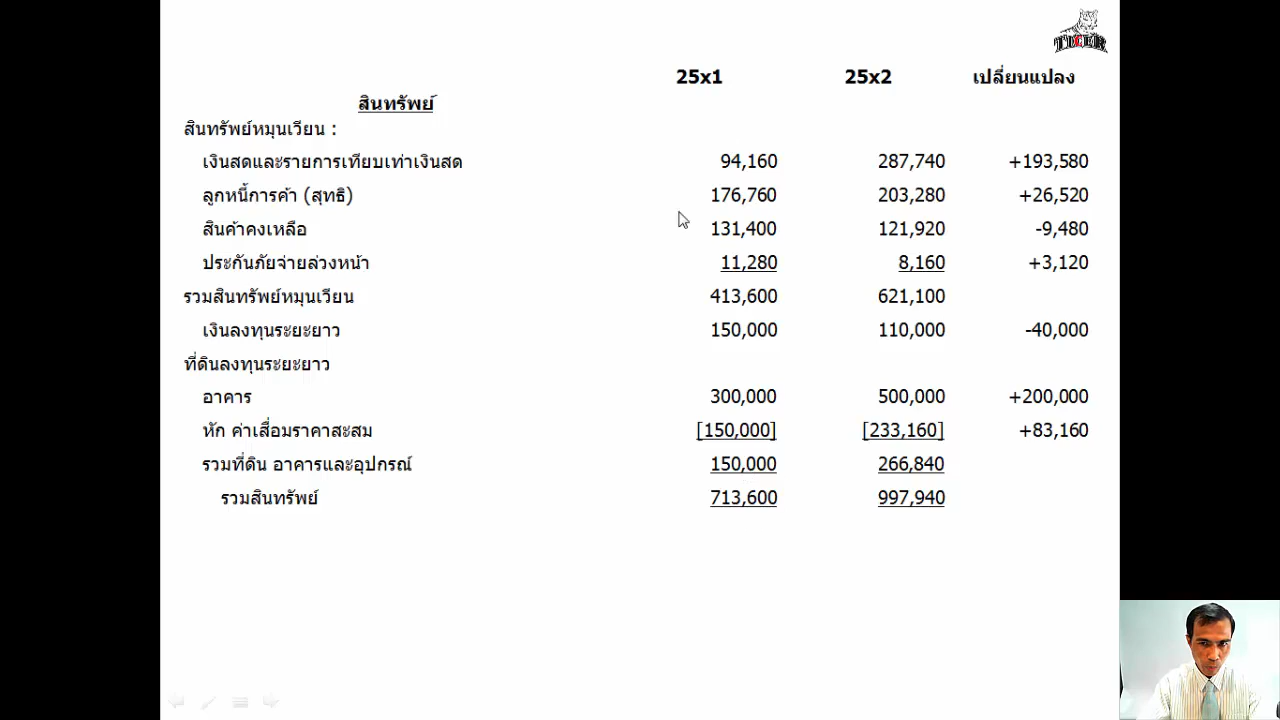 TIGER
25x1 25x2 เปลี่ยนแปลง
สินทรัพย์
สินทรัพย์หมุนเวียน :
เงินสดและรายการเทียบเท่าเงินสด 94,160 287,740 +193,580
ลูกหนี้การค้า (สุทธิ) 176,760 203,280 +26,520
สินค้าคงเหลือ 131,400 121,920 -9,480
ประกันภัยจ่ายล่วงหน้า 11,280 8,160 +3,120
รวมสินทรัพย์หมุนเวียน 413,600 621,100
เงินลงทุนระยะยาว 150,000 110,000 -40,000
ที่ดินลงทุนระยะยาว
อาคาร 300,000 500,000 +200,000
หัก ค่าเสื่อมราคาสะสม [150,000] [233,160] +83,160
รวมที่ดิน อาคารและอุปกรณ์ 150,000 266,840
รวมสินทรัพย์ 713,600 997,940